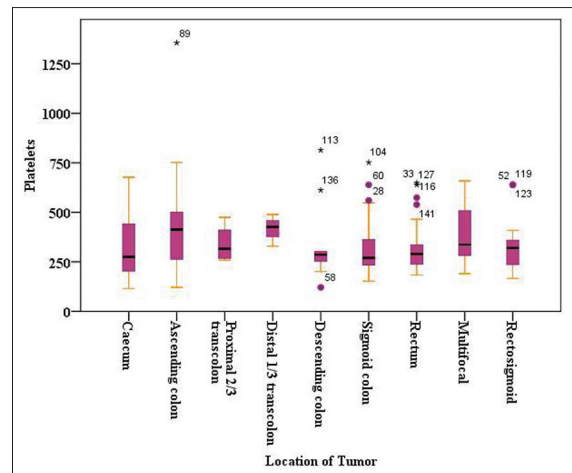 89
1250
1000
113
104
750
136
60
33 127
52 119
28
116
123
141
500
Platelets
250
58
0
Caecum
Ascending colon
Proximal 2/3
transcolon
Distal 1/3 transcolon
Descending colon
Sigmoid colon
Rectum
Multifocal
Rectosigmoid
Location of Tumor